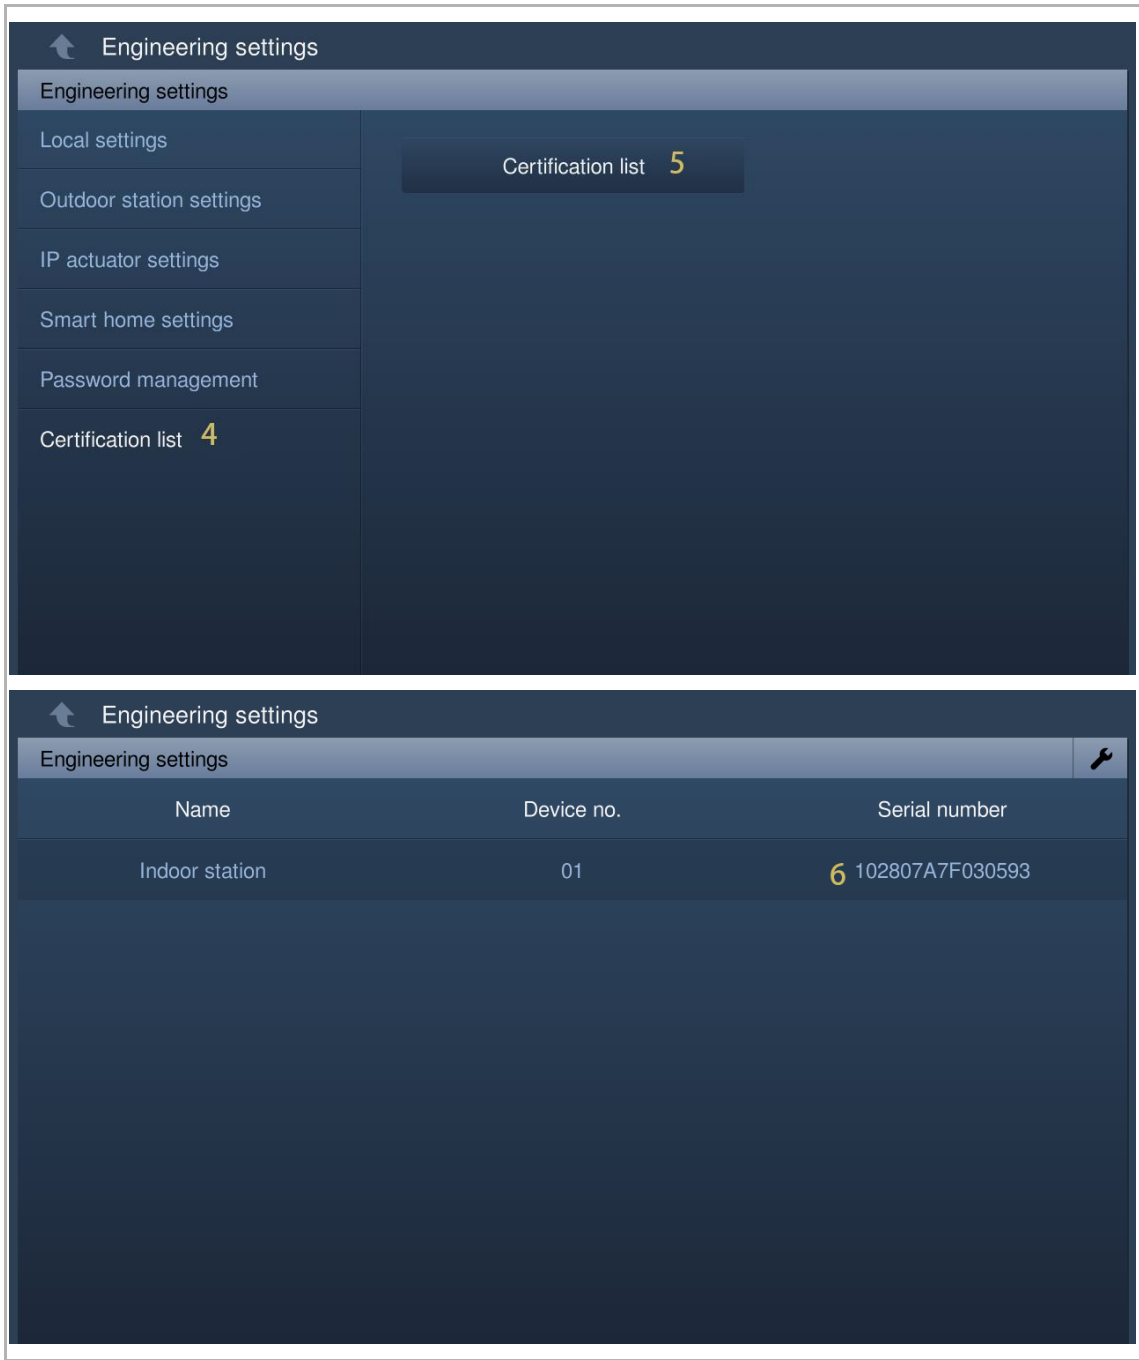 Engineering settings
Engineering settings
Local settings
Certification list 5
Outdoor station settings
IP actuator settings
Smart home settings
Password management
Certification list 4
Engineering settings
Engineering settings
Name Device no. Serial number
Indoor station 01 6 102807A7F030593